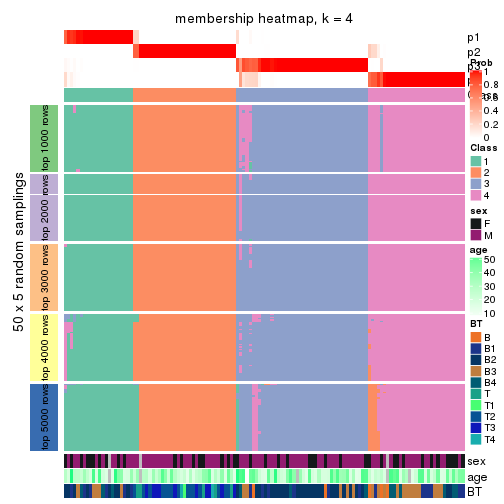 membership heatmap, k = 4
p1
p2
p3
Prob
1
0.8
0.6
0.4
0.2
0
Class
1
2
3
4
sex
F
M
age
50
40
30
20
10
BT
B
B1
B2
B3
B4
T
T1
T2
T3
T4
50 x 5 random samplings
top 1000 rows
top 2000 rows
top 3000 rows
top 4000 rows
top 5000 rows
sex
age
BT